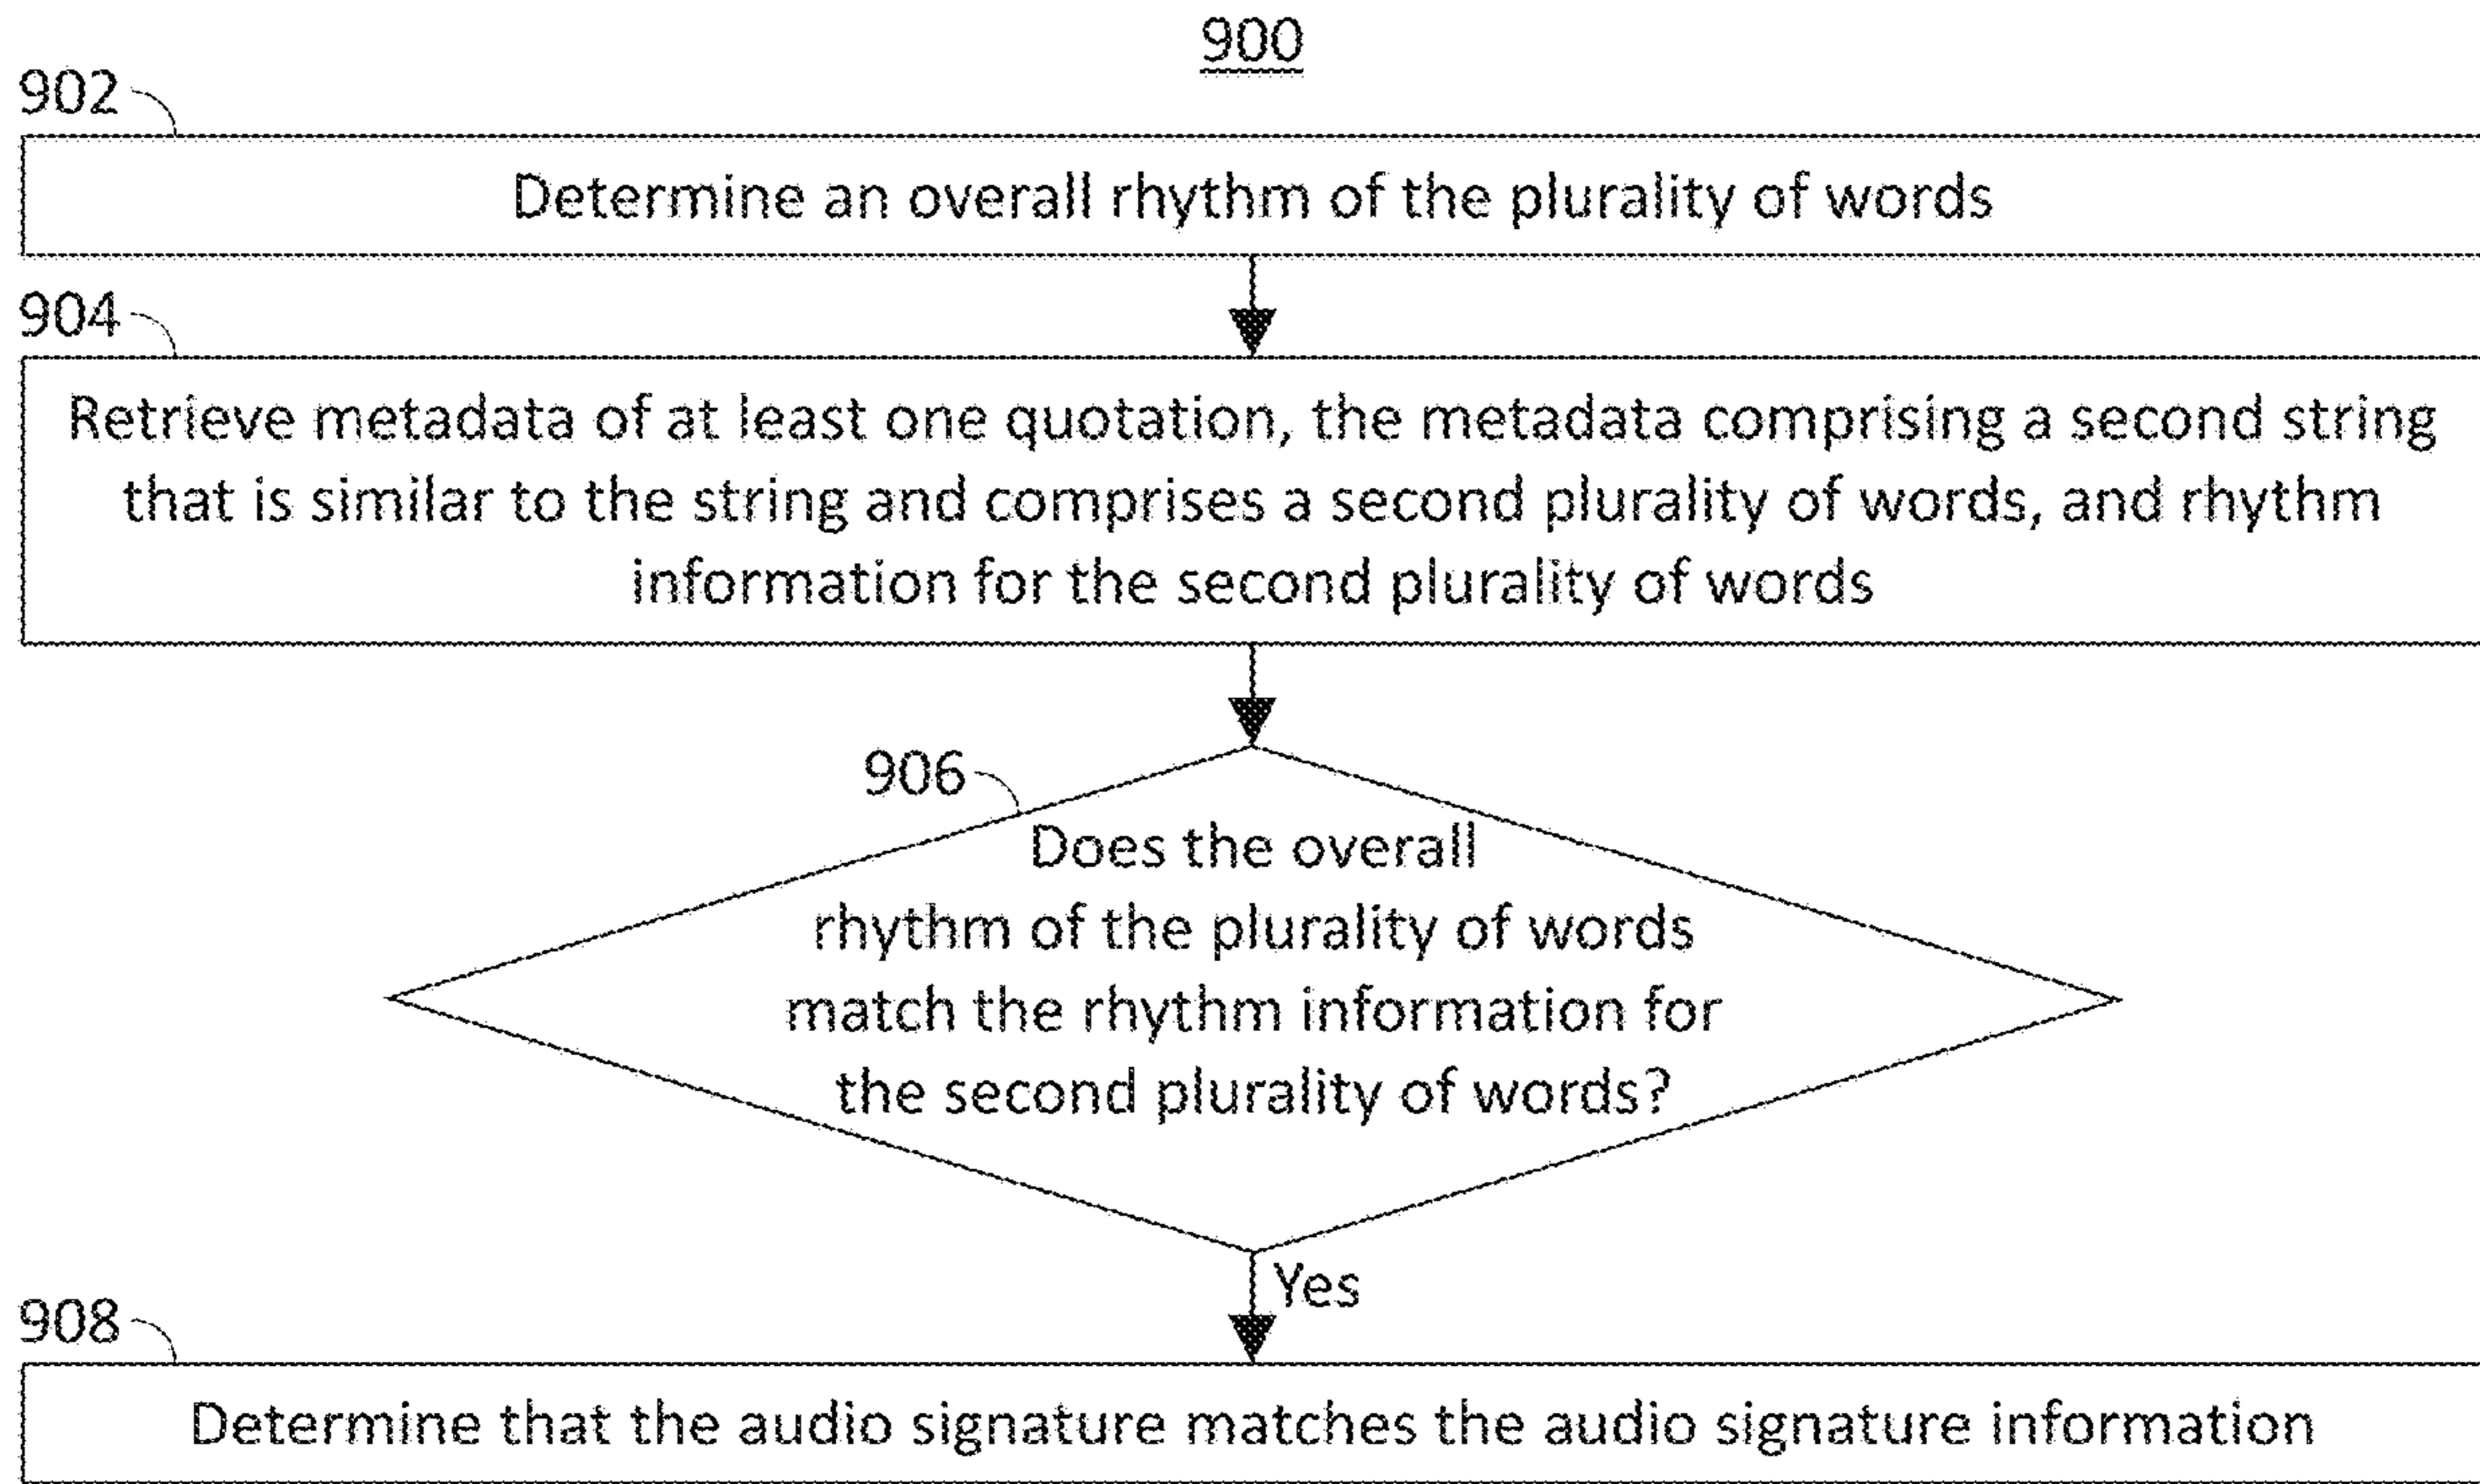 900
902
Determine an overall rhythm of the plurality of words
904
Retrieve metadata of at least one quotation, the metadata comprising a second string
that is similar to the string and comprises a second plurality of words, and rhythm
information for the second plurality of words
906
Does the overall
rhythm of the plurality of words
match the rhythm information for
the second plurality of words?
Yes
908
Determine that the audio signature matches the audio signature information